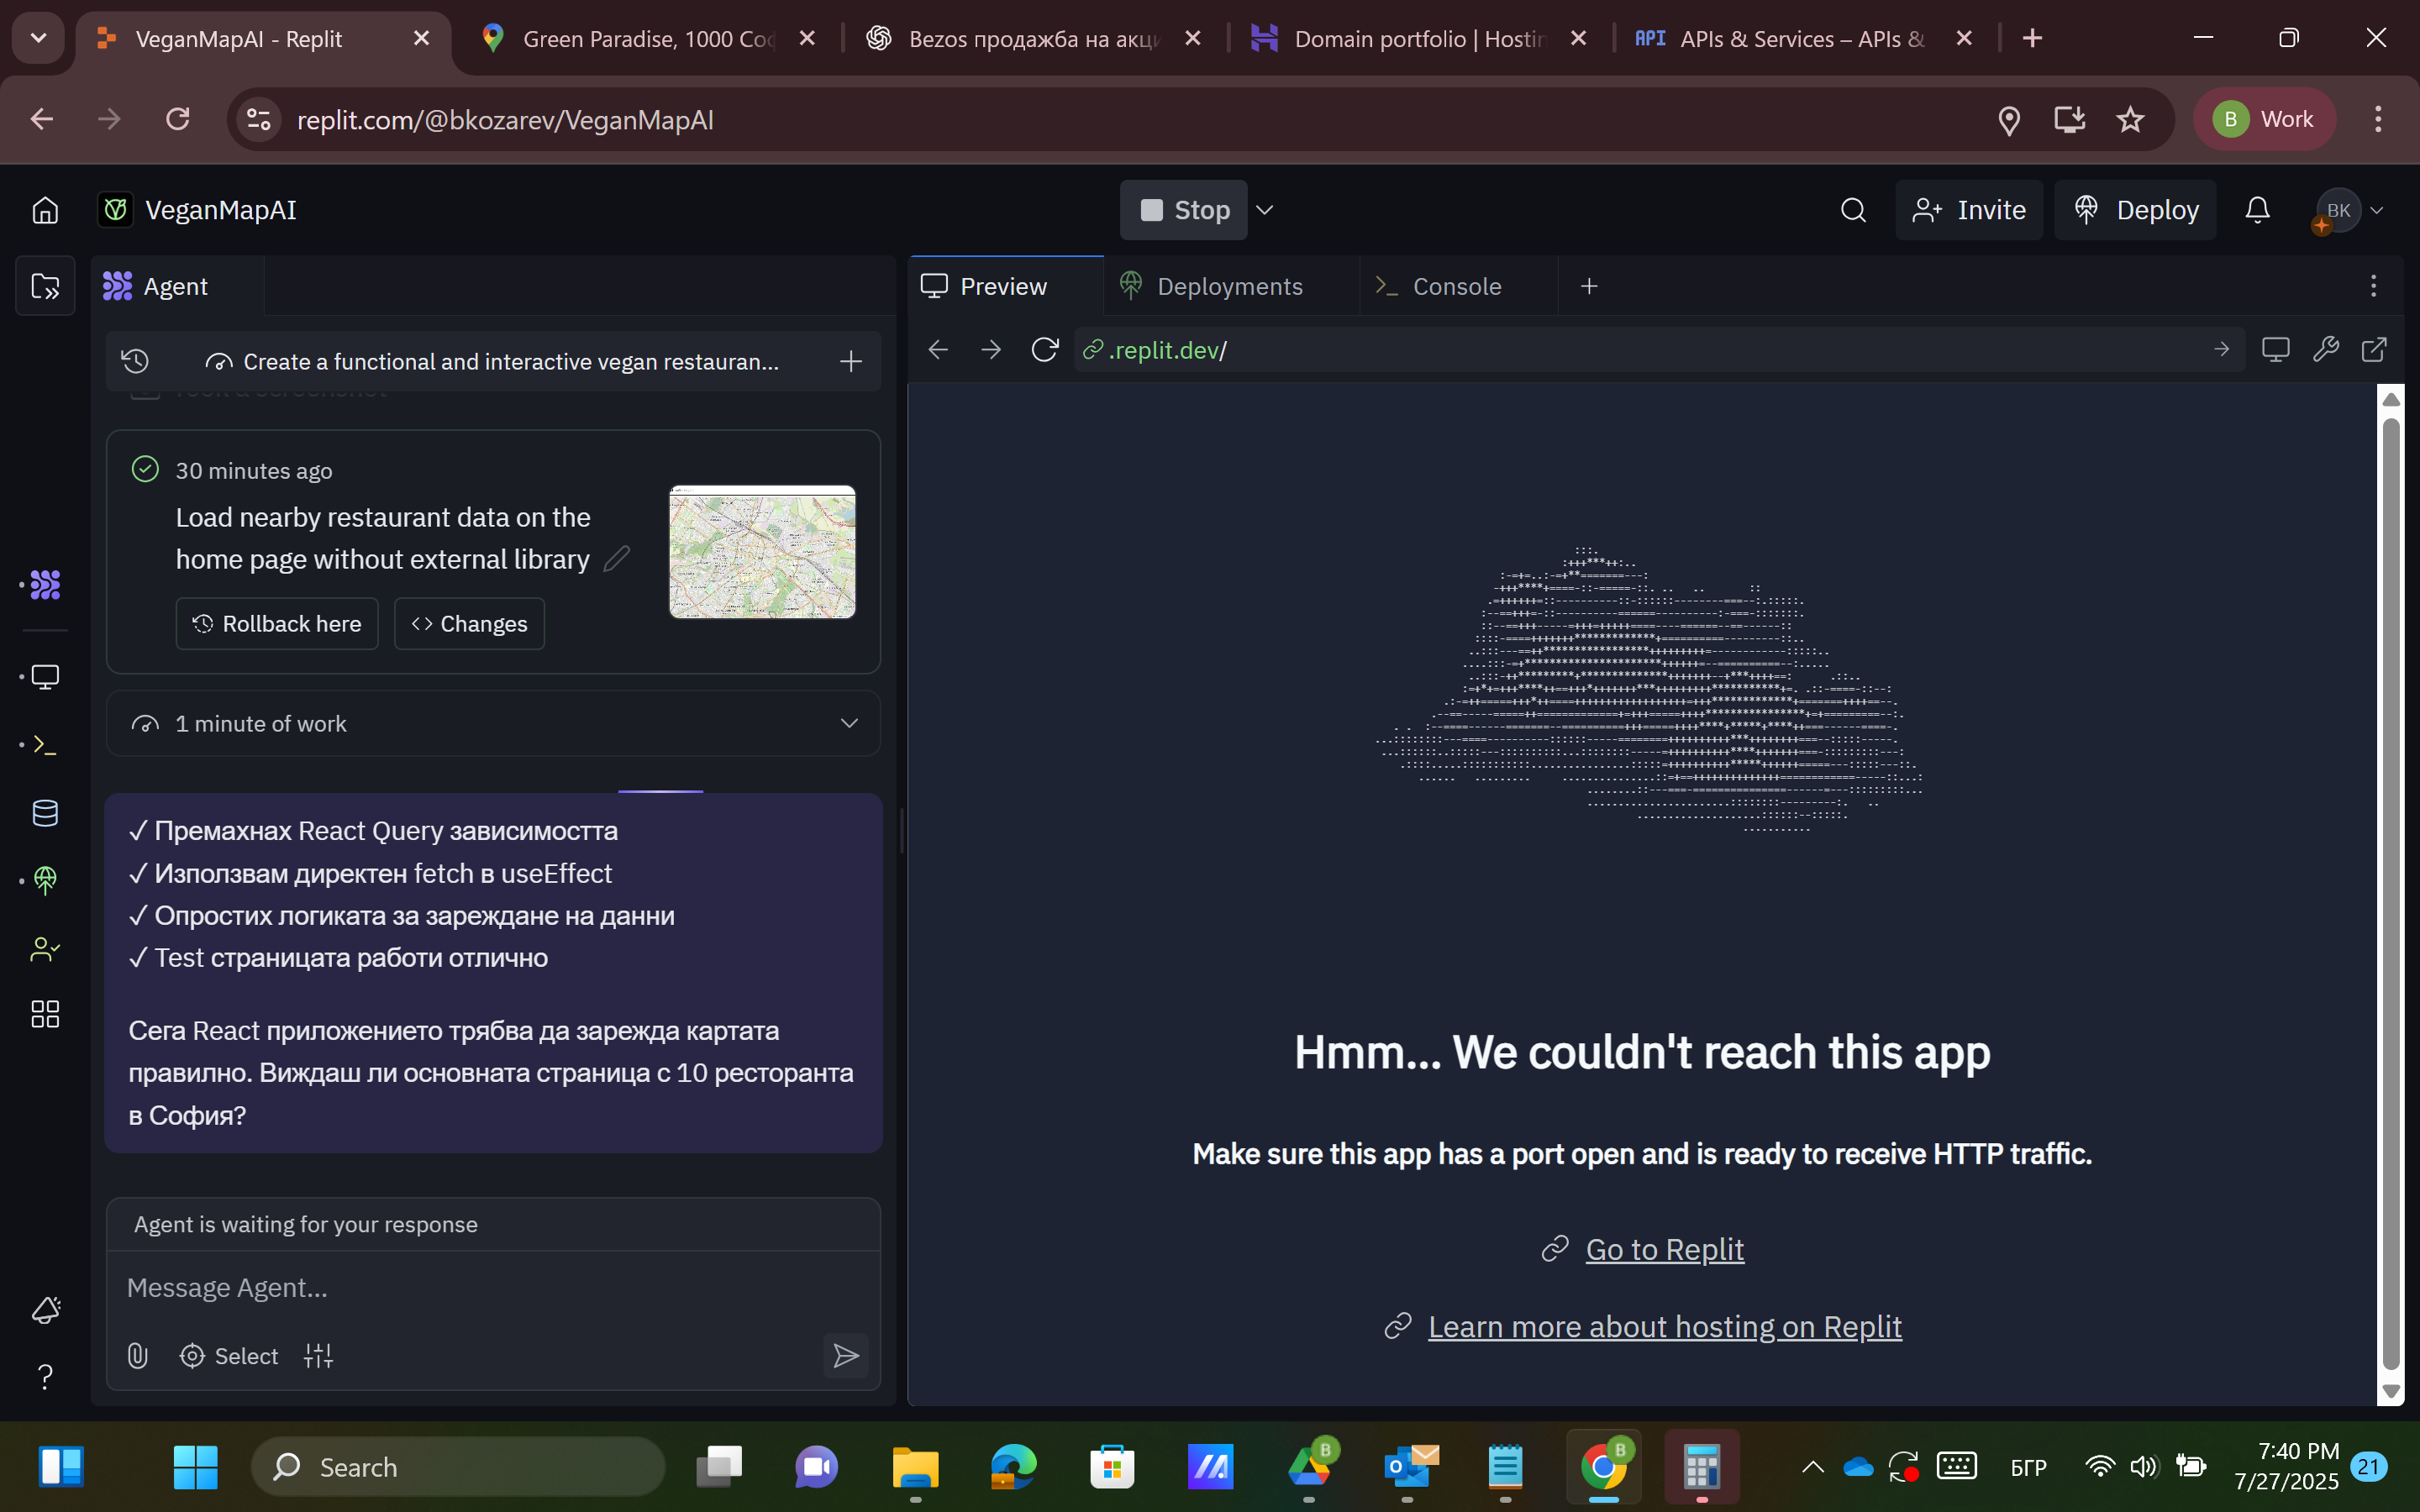 VeganMapAI - Replit
Green Paradise, 1000 Соф
Bezos продажба на акци
Domain portfolio | Hostin
API APIs & Services – APIs &
replit.com/@bkozarev/VeganMapAI
B Work
VeganMapAI
Stop
Invite
Deploy
BK
Agent
Preview
Deployments
Console
Create a functional and interactive vegan restauran...
.replit.dev/
30 minutes ago
Load nearby restaurant data on the
home page without external library
Rollback here
Changes
1 minute of work
✓ Премахнах React Query зависимостта
✓ Използвам директен fetch в useEffect
✓ Опростих логиката за зареждане на данни
✓ Test страницата работи отлично
Сега React приложението трябва да зарежда картата
правилно. Виждаш ли основната страница с 10 ресторанта
в София?
Agent is waiting for your response
Message Agent...
Select
Hmm... We couldn't reach this app
Make sure this app has a port open and is ready to receive HTTP traffic.
Go to Replit
Learn more about hosting on Replit
Search
B
B
БГР
7:40 PM
7/27/2025
21